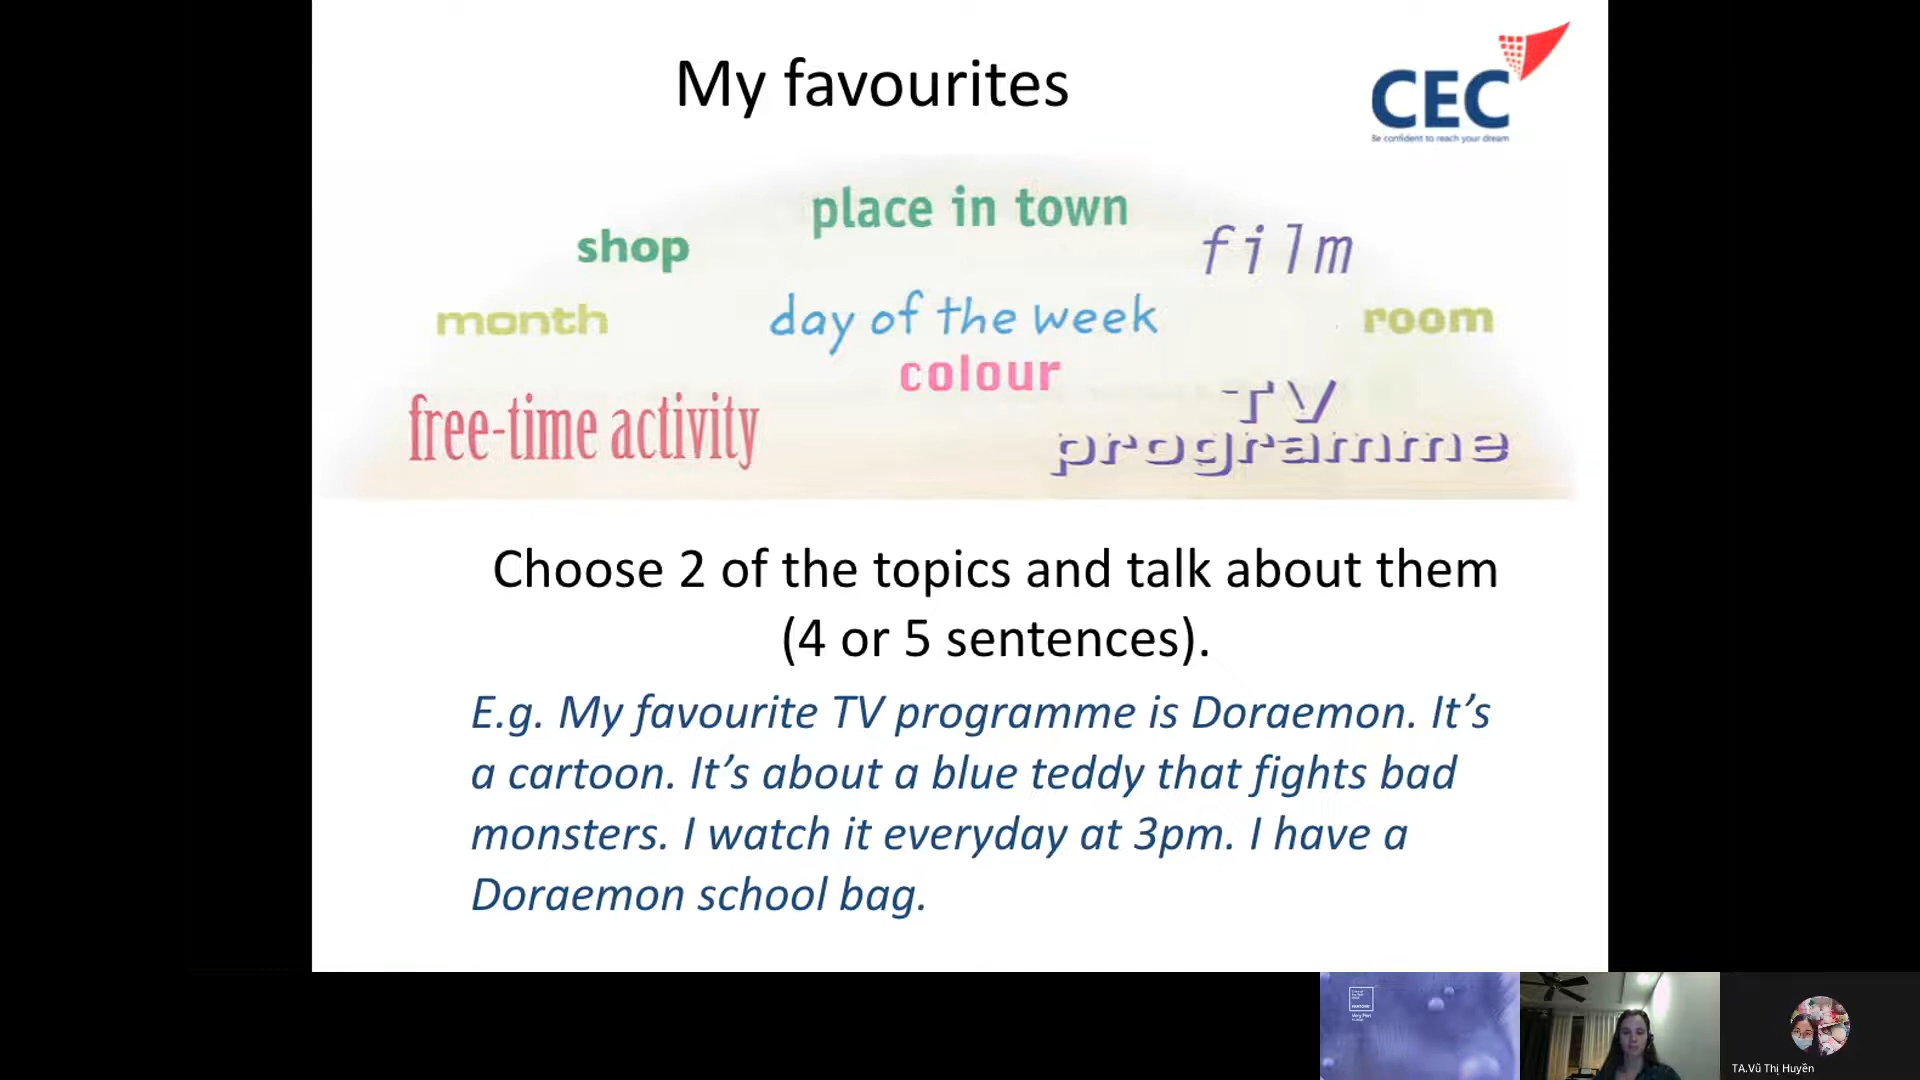 My favourites
CEC
Be confident to reach your dream
place in town
shop
film
month
day of the week
room
colour
free-time activity
TV
programme
Choose 2 of the topics and talk about them
(4 or 5 sentences).
E.g. My favourite TV programme is Doraemon. It’s
a cartoon. It’s about a blue teddy that fights bad
monsters. I watch it everyday at 3pm. I have a
Doraemon school bag.
TA.Vũ Thị Huyền